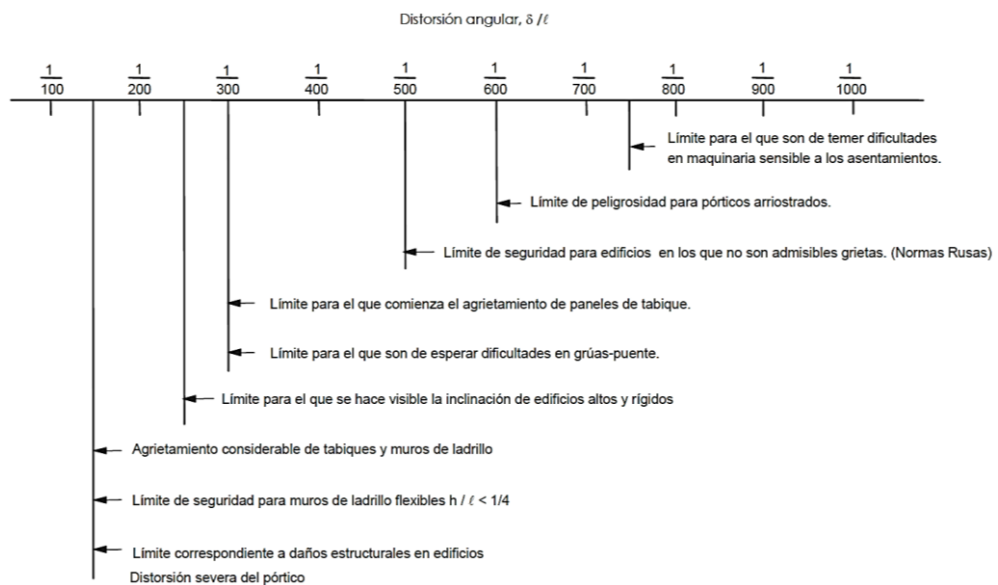 Distorsión angular, δ /ℓ
1/100 1/200 1/300 1/400 1/500 1/600 1/700 1/800 1/900 1/1000
Límite para el que son de temer dificultades
en maquinaria sensible a los asentamientos.
Límite de peligrosidad para pórticos arriostrados.
Límite de seguridad para edificios en los que no son admisibles grietas. (Normas Rusas)
Límite para el que comienza el agrietamiento de paneles de tabique.
Límite para el que son de esperar dificultades en grúas-puente.
Límite para el que se hace visible la inclinación de edificios altos y rígidos
Agrietamiento considerable de tabiques y muros de ladrillo
Límite de seguridad para muros de ladrillo flexibles h / ℓ < 1/4
Límite correspondiente a daños estructurales en edificios
Distorsión severa del pórtico